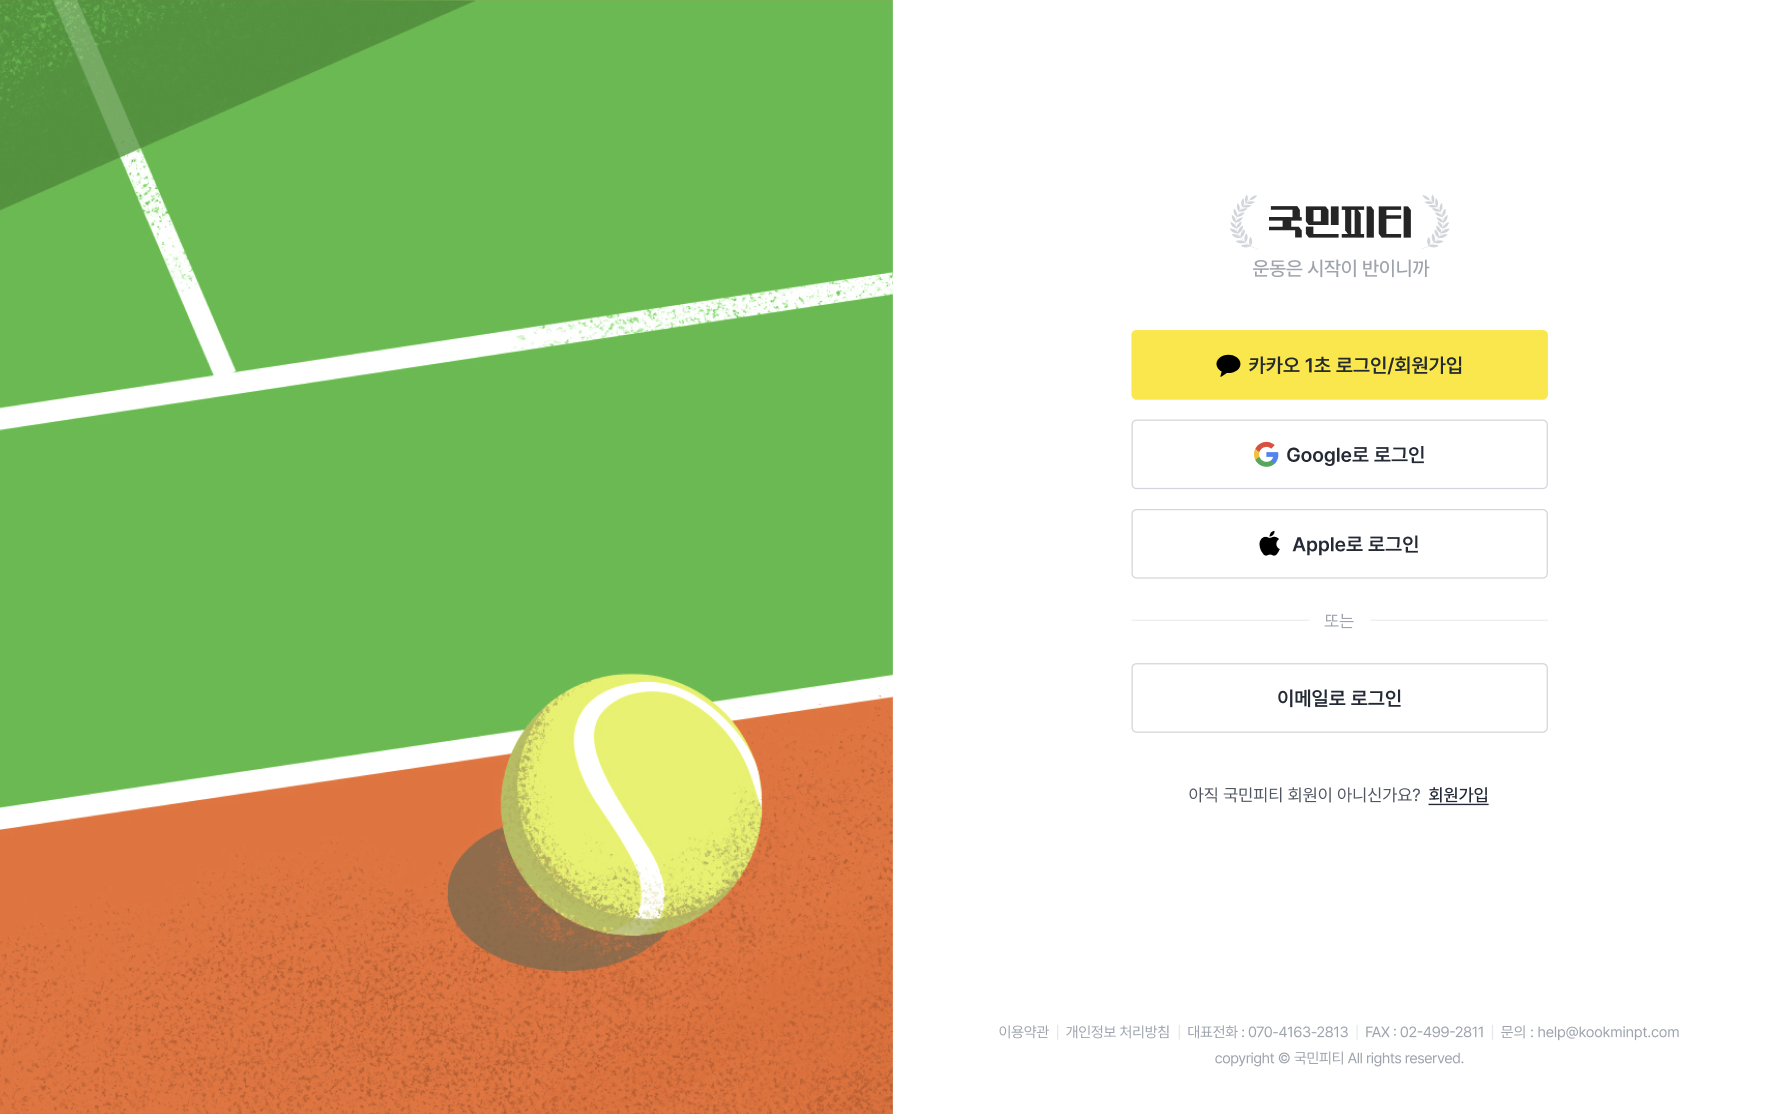 국민피티
운동은 시작이 반이니까
카카오 1초 로그인/회원가입
Google로 로그인
Apple로 로그인
또는
이메일로 로그인
아직 국민피티 회원이 아니신가요? 회원가입
이용약관 | 개인정보 처리방침 | 대표전화 : 070-4163-2813 | FAX : 02-499-2811 | 문의 : help@kookminpt.com
copyright © 국민피티 All rights reserved.